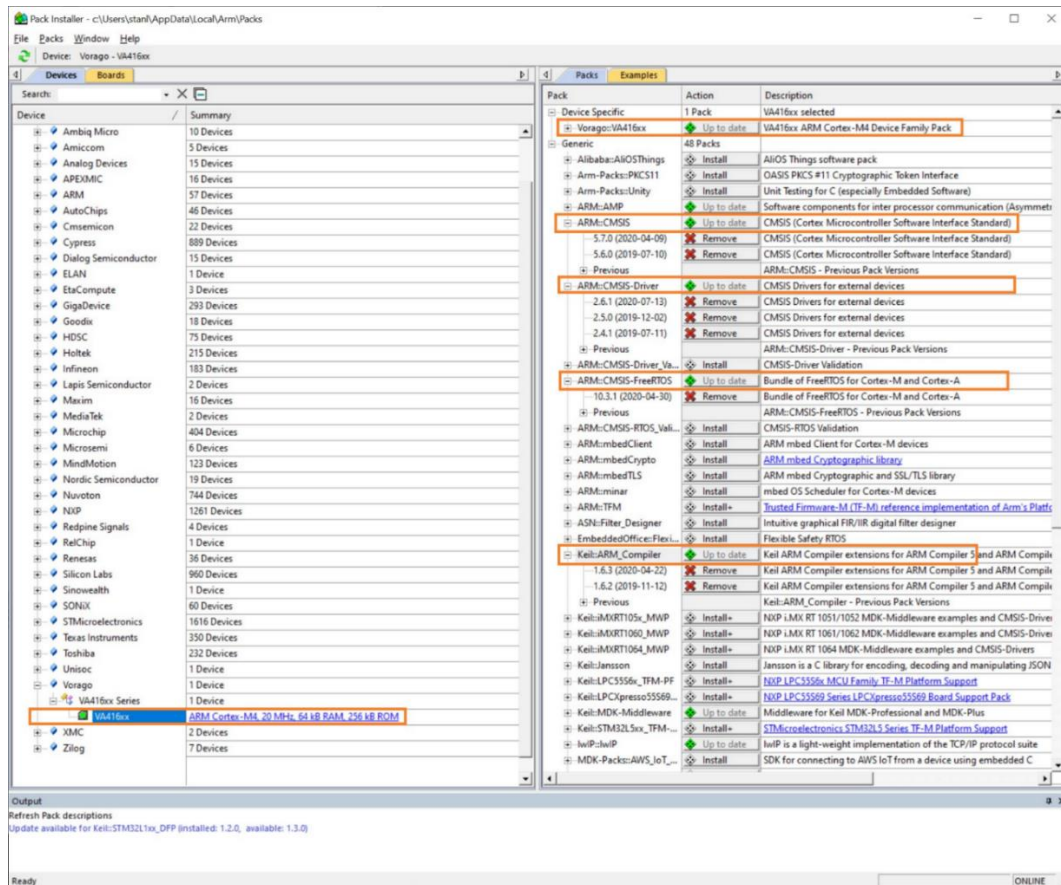 Pack Installer - c:\Users\stanl\AppData\Local\Arm\Packs
File Packs Window Help
Device: Vorago - VA416xx
Devices Boards
Search:
Device / Summary
Ambiq Micro 10 Devices
Amiccom 5 Devices
Analog Devices 15 Devices
APEXMIC 16 Devices
ARM 57 Devices
AutoChips 46 Devices
Cmsemicon 22 Devices
Cypress 889 Devices
Dialog Semiconductor 15 Devices
ELAN 1 Device
EtaCompute 3 Devices
GigaDevice 293 Devices
Goodix 18 Devices
HDSC 75 Devices
Holtek 215 Devices
Infineon 183 Devices
Lapis Semiconductor 2 Devices
Maxim 16 Devices
MediaTek 2 Devices
Microchip 404 Devices
Microsemi 6 Devices
MindMotion 123 Devices
Nordic Semiconductor 19 Devices
Nuvoton 744 Devices
NXP 1261 Devices
Redpine Signals 4 Devices
RelChip 1 Device
Renesas 36 Devices
Silicon Labs 960 Devices
Sinowealth 1 Device
SONiX 60 Devices
STMicroelectronics 1616 Devices
Texas Instruments 350 Devices
Toshiba 232 Devices
Unisoc 1 Device
Vorago 1 Device
VA416xx Series 1 Device
VA416xx ARM Cortex-M4, 20 MHz, 64 kB RAM, 256 kB ROM
XMC 2 Devices
Zilog 7 Devices
Packs Examples
Pack Action Description
Device Specific 1 Pack VA416xx selected
Vorago::VA416xx Up to date VA416xx ARM Cortex-M4 Device Family Pack
Generic 48 Packs
Alibaba::AliOSThings Install AliOS Things software pack
Arm-Packs::PKCS11 Install OASIS PKCS #11 Cryptographic Token Interface
Arm-Packs::Unity Install Unit Testing for C (especially Embedded Software)
ARM::AMP Up to date Software components for inter processor communication (Asymmetr
ARM::CMSIS Up to date CMSIS (Cortex Microcontroller Software Interface Standard)
5.7.0 (2020-04-09) Remove CMSIS (Cortex Microcontroller Software Interface Standard)
5.6.0 (2019-07-10) Remove CMSIS (Cortex Microcontroller Software Interface Standard)
Previous ARM::CMSIS - Previous Pack Versions
ARM::CMSIS-Driver Up to date CMSIS Drivers for external devices
2.6.1 (2020-07-13) Remove CMSIS Drivers for external devices
2.5.0 (2019-12-02) Remove CMSIS Drivers for external devices
2.4.1 (2019-07-11) Remove CMSIS Drivers for external devices
Previous ARM::CMSIS-Driver - Previous Pack Versions
ARM::CMSIS-Driver_Va... Install CMSIS-Driver Validation
ARM::CMSIS-FreeRTOS Up to date Bundle of FreeRTOS for Cortex-M and Cortex-A
10.3.1 (2020-04-30) Remove Bundle of FreeRTOS for Cortex-M and Cortex-A
Previous ARM::CMSIS-FreeRTOS - Previous Pack Versions
ARM::CMSIS-RTOS_Vali... Install CMSIS-RTOS Validation
ARM::mbedClient Install ARM mbed Client for Cortex-M devices
ARM::mbedCrypto Install ARM mbed Cryptographic library
ARM::mbedTLS Install ARM mbed Cryptographic and SSL/TLS library
ARM::minar Install mbed OS Scheduler for Cortex-M devices
ARM::TFM Install+ Trusted Firmware-M (TF-M) reference implementation of Arm's Platfo
ASN::Filter_Designer Install Intuitive graphical FIR/IIR digital filter designer
EmbeddedOffice::Flexi... Install Flexible Safety RTOS
Keil::ARM_Compiler Up to date Keil ARM Compiler extensions for ARM Compiler 5 and ARM Compile
1.6.3 (2020-04-22) Remove Keil ARM Compiler extensions for ARM Compiler 5 and ARM Compile
1.6.2 (2019-11-12) Remove Keil ARM Compiler extensions for ARM Compiler 5 and ARM Compile
Previous Keil::ARM_Compiler - Previous Pack Versions
Keil::iMXRT105x_MWP Install+ NXP i.MX RT 1051/1052 MDK-Middleware examples and CMSIS-Driver
Keil::iMXRT1060_MWP Install+ NXP i.MX RT 1061/1062 MDK-Middleware examples and CMSIS-Driver
Keil::iMXRT1064_MWP Install+ NXP i.MX RT 1064 MDK-Middleware examples and CMSIS-Drivers
Keil::Jansson Install Jansson is a C library for encoding, decoding and manipulating JSON
Keil::LPC55S6x_TFM-PF Install+ NXP LPC55S6x MCU Family TF-M Platform Support
Keil::LPCXpresso55S69... Install+ NXP LPC55S69 Series LPCXpresso55S69 Board Support Pack
Keil::MDK-Middleware Up to date Middleware for Keil MDK-Professional and MDK-Plus
Keil::STM32L5xx_TFM-... Install+ STMicroelectronics STM32L5 Series TF-M Platform Support
lwIP::lwIP Up to date lwIP is a light-weight implementation of the TCP/IP protocol suite
MDK-Packs::AWS_IoT_... Install SDK for connecting to AWS IoT from a device using embedded C
Output
Refresh Pack descriptions
Update available for Keil::STM32L1xx_DFP (installed: 1.2.0, available: 1.3.0)
Ready ONLINE